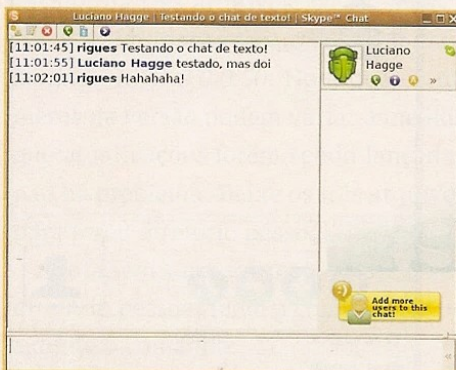 Luciano Hagge | Testando o chat de texto! | Skype™ Chat
[11:01:45] rigues Testando o chat de texto!
[11:01:55] Luciano Hagge testado, mas doi
[11:02:01] rigues Hahahaha!
Luciano
Hagge
Add more
users to this
chat!